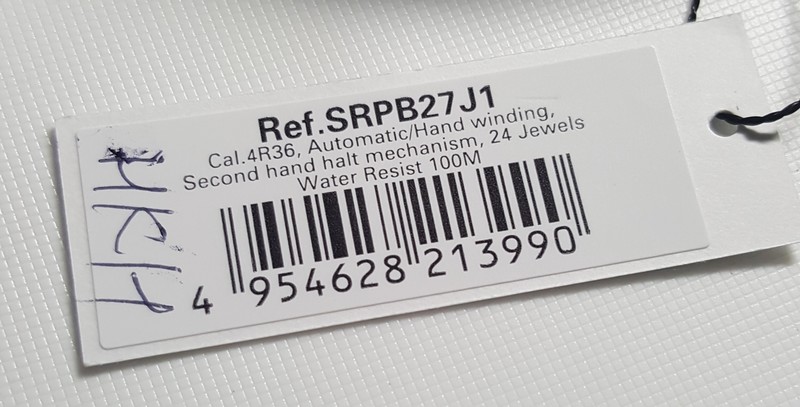 Ref.SRPB27J1
Cal.4R36, Automatic/Hand winding,
Second hand halt mechanism, 24 Jewels
Water Resist 100M
4 954628 213990